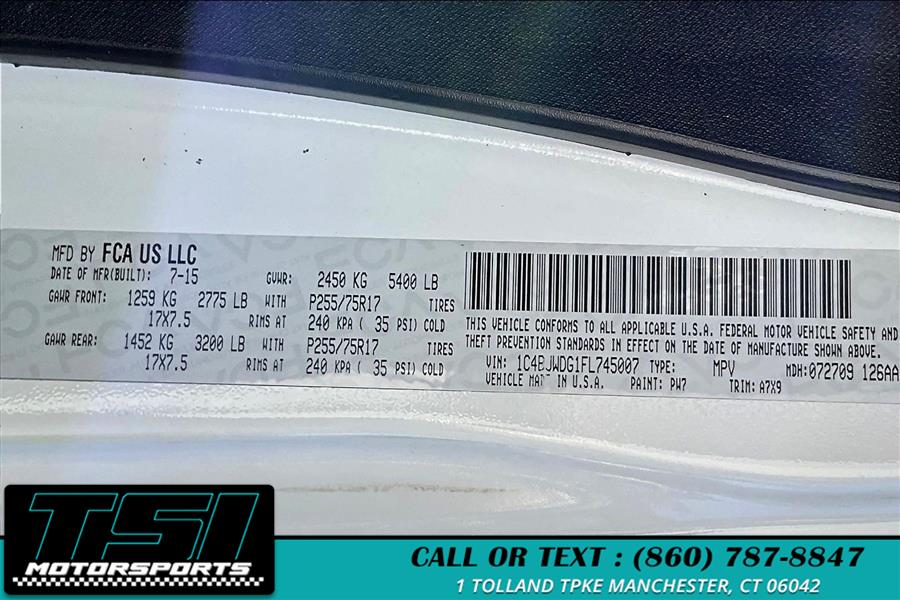 MFD BY FCA US LLC
DATE OF MFR(BUILT): 7-15 GVWR: 2450 KG 5400 LB
GAWR FRONT: 1259 KG 2775 LB WITH P255/75R17 TIRES
17X7.5 RIMS AT 240 KPA ( 35 PSI) COLD
GAWR REAR: 1452 KG 3200 LB WITH P255/75R17 TIRES
17X7.5 RIMS AT 240 KPA ( 35 PSI) COLD
THIS VEHICLE CONFORMS TO ALL APPLICABLE U.S.A. FEDERAL MOTOR VEHICLE SAFETY AND
THEFT PREVENTION STANDARDS IN EFFECT ON THE DATE OF MANUFACTURE SHOWN ABOVE.
VIN: 1C4BJWDG1FL745007 TYPE: MPV MDH:072709 126AA
VEHICLE IN U.S.A. PAINT: PW7 TRIM: A7X9
TSI
MOTORSPORTS
CALL OR TEXT : (860) 787-8847
1 TOLLAND TPKE MANCHESTER, CT 06042